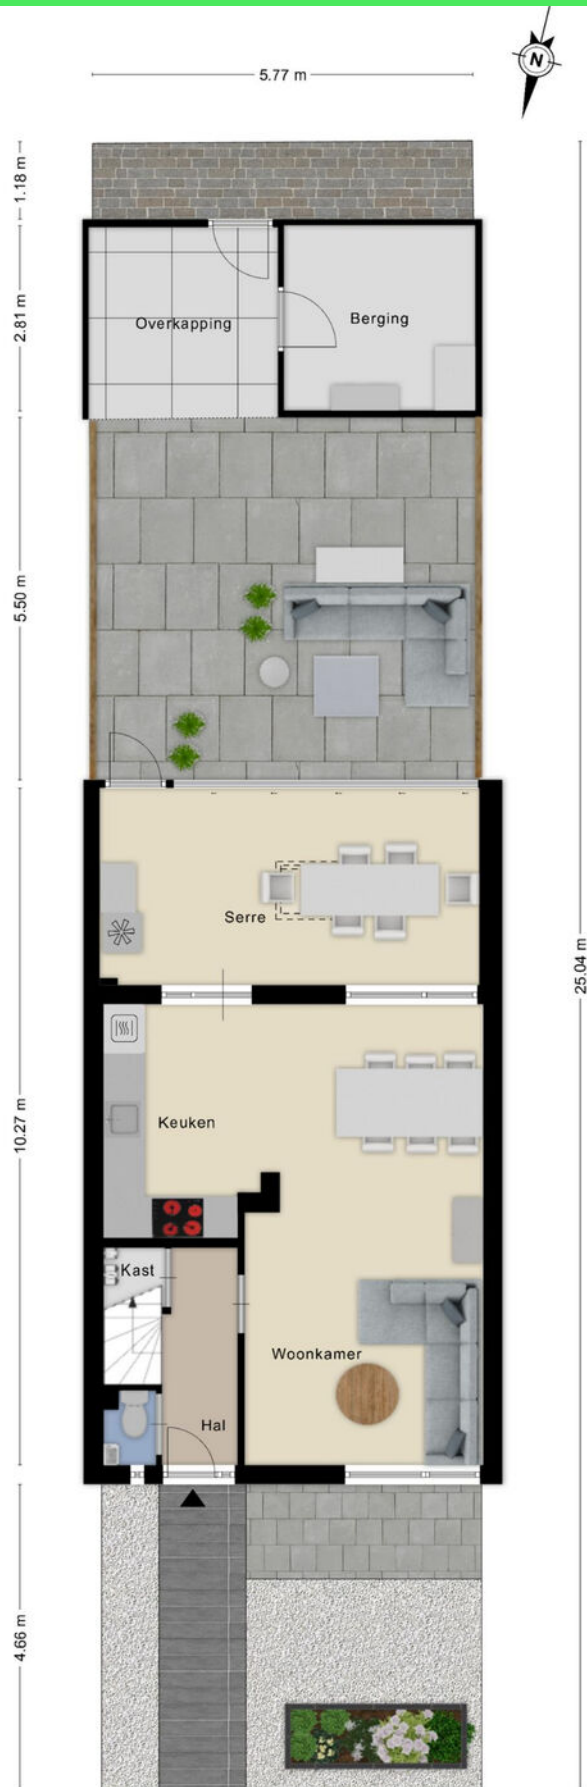 N
5.77 m
1.18 m
2.81 m
Overkapping
Berging
5.50 m
Serre
25.04 m
10.27 m
Keuken
Kast
Woonkamer
Hal
4.66 m